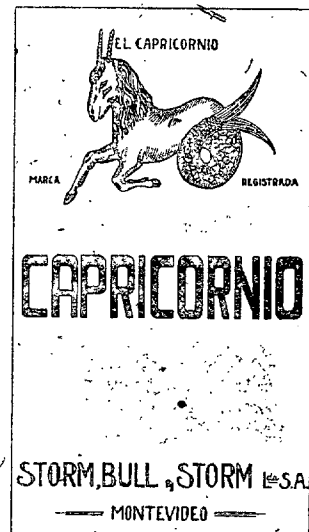 EL CAPRICORNIO
MARCA REGISTRADA
CAPRICORNIO
STORM, BULL & STORM Lda S.A.
MONTEVIDEO